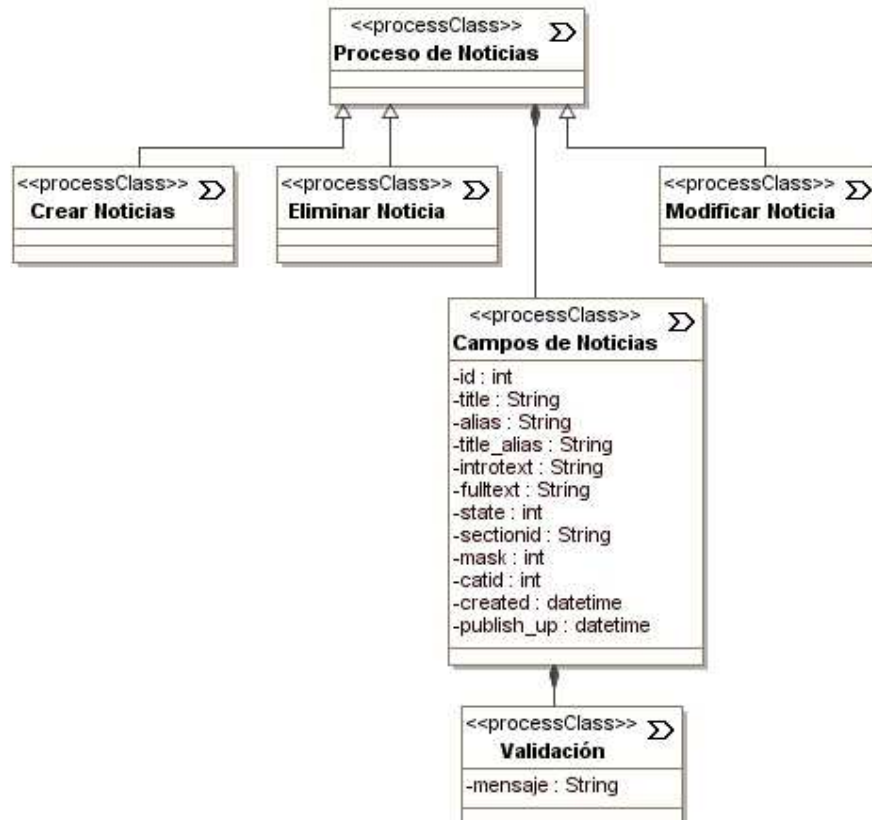 <<processClass>>
Proceso de Noticias
<<processClass>>
Crear Noticias
<<processClass>>
Eliminar Noticia
<<processClass>>
Modificar Noticia
<<processClass>>
Campos de Noticias
-id : int
-title : String
-alias : String
-title_alias : String
-introtext : String
-fulltext : String
-state : int
-sectionid : String
-mask : int
-catid : int
-created : datetime
-publish_up : datetime
<<processClass>>
Validación
-mensaje : String